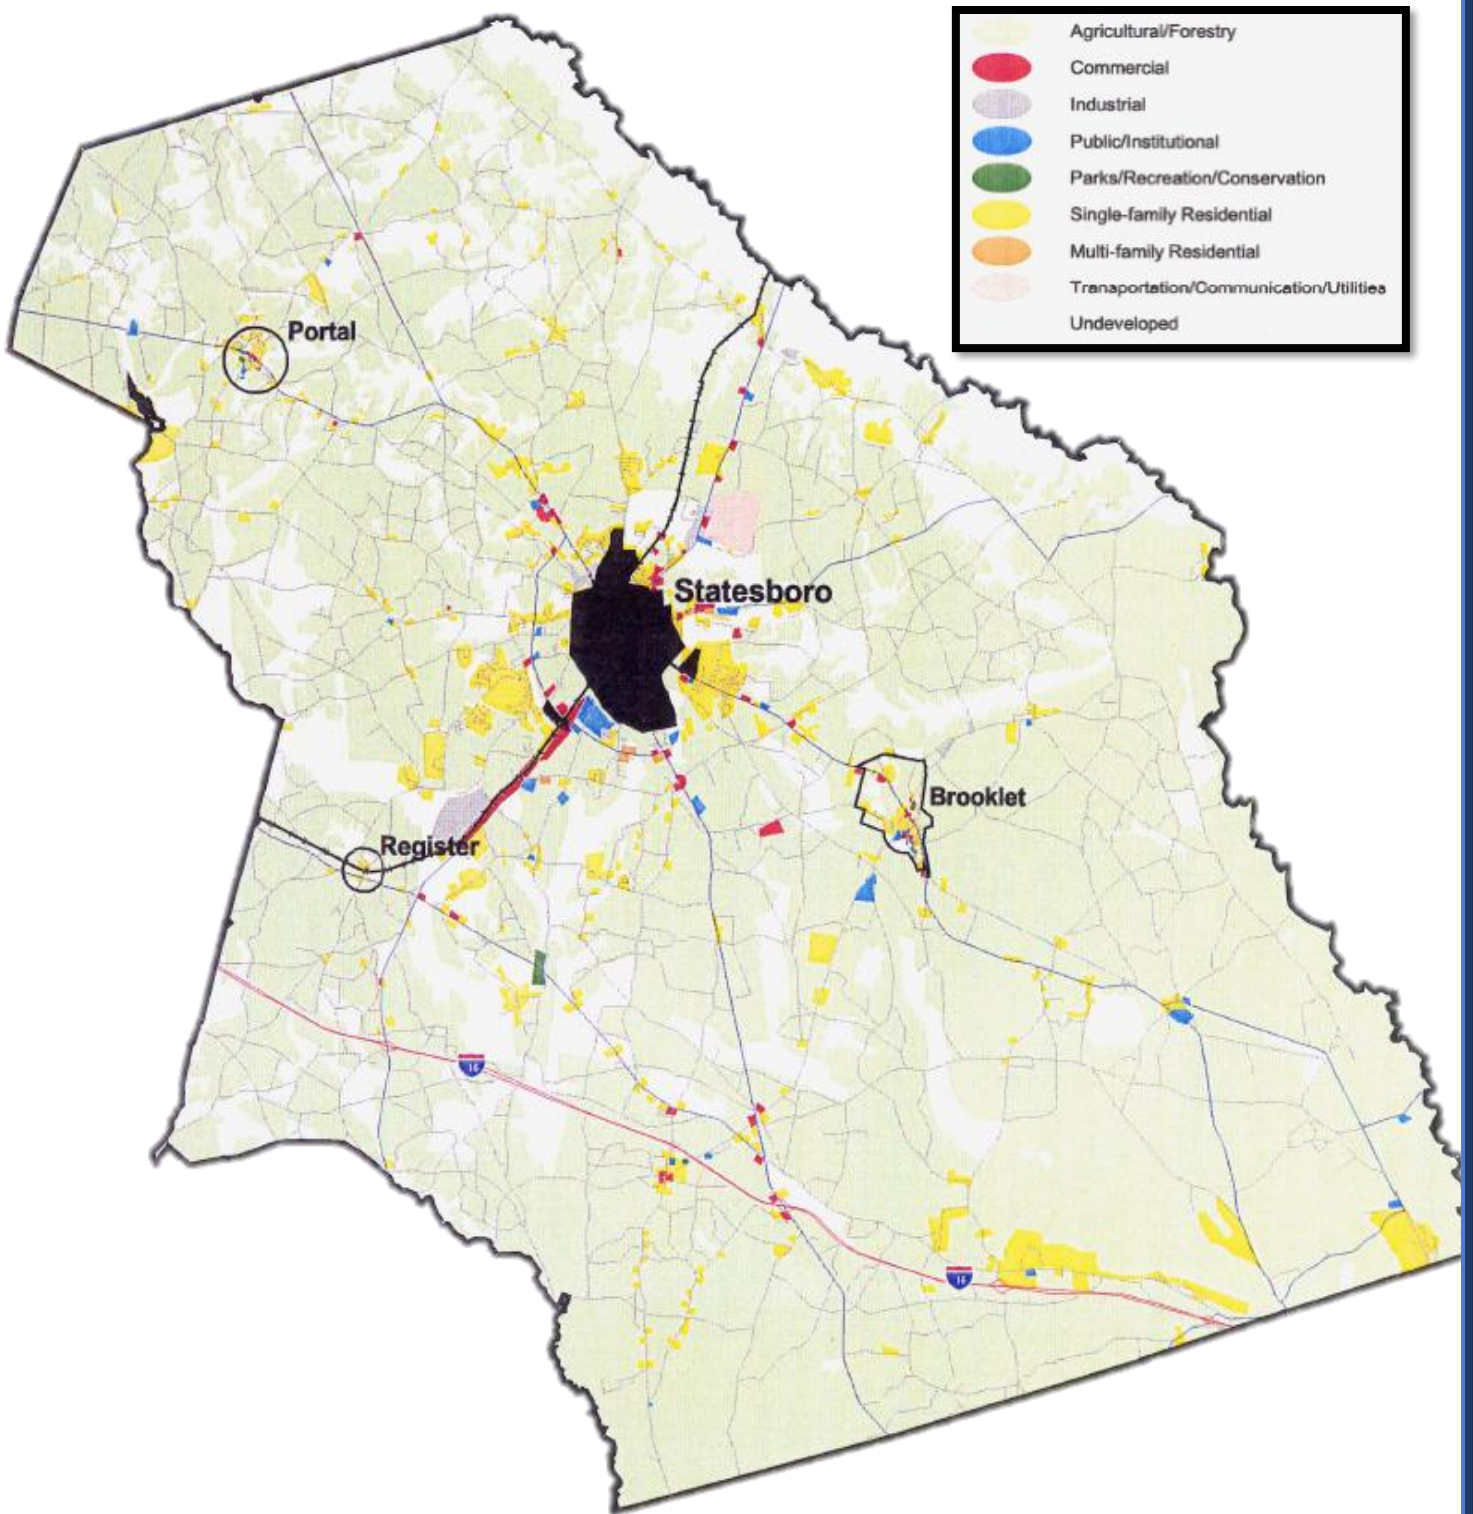 Agricultural/Forestry
Commercial
Industrial
Public/Institutional
Parks/Recreation/Conservation
Single-family Residential
Multi-family Residential
Transportation/Communication/Utilities
Undeveloped
Portal
Statesboro
Brooklet
Register
16
16